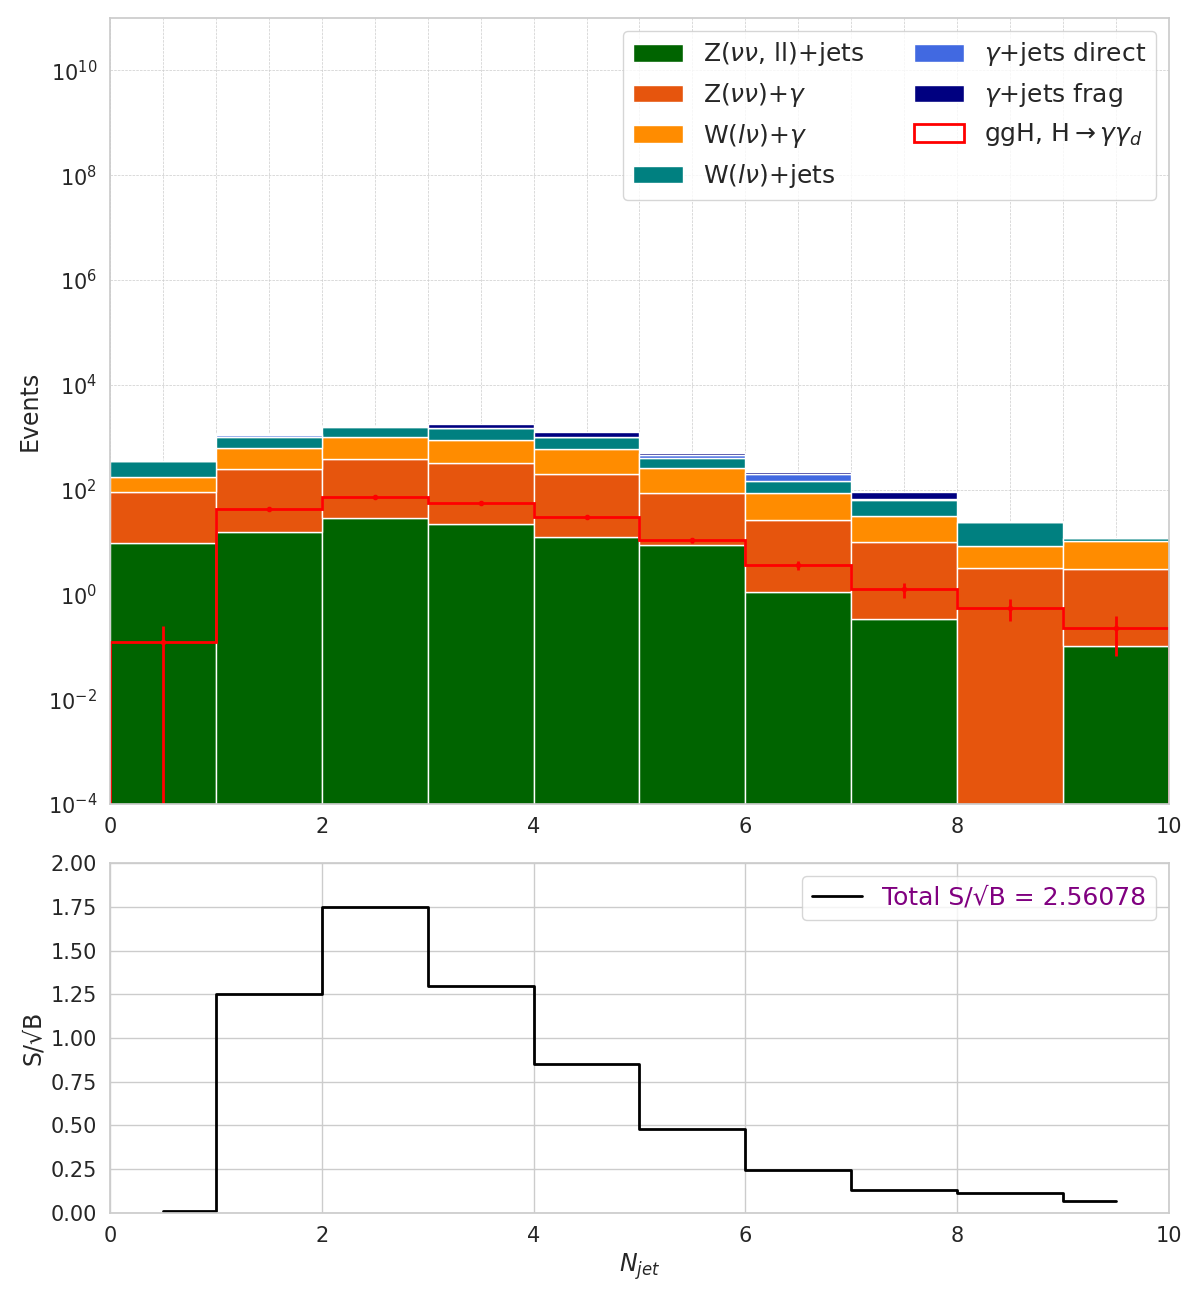 Z(νν, ll)+jets
Z(νν)+γ
W(lν)+γ
W(lν)+jets
γ+jets direct
γ+jets frag
ggH, H→γγ_d
Events
10^10
10^8
10^6
10^4
10^2
10^0
10^−2
10^−4
0 2 4 6 8 10
Total S/√B = 2.56078
S/√B
2.00
1.75
1.50
1.25
1.00
0.75
0.50
0.25
0.00
0 2 4 6 8 10
N_jet